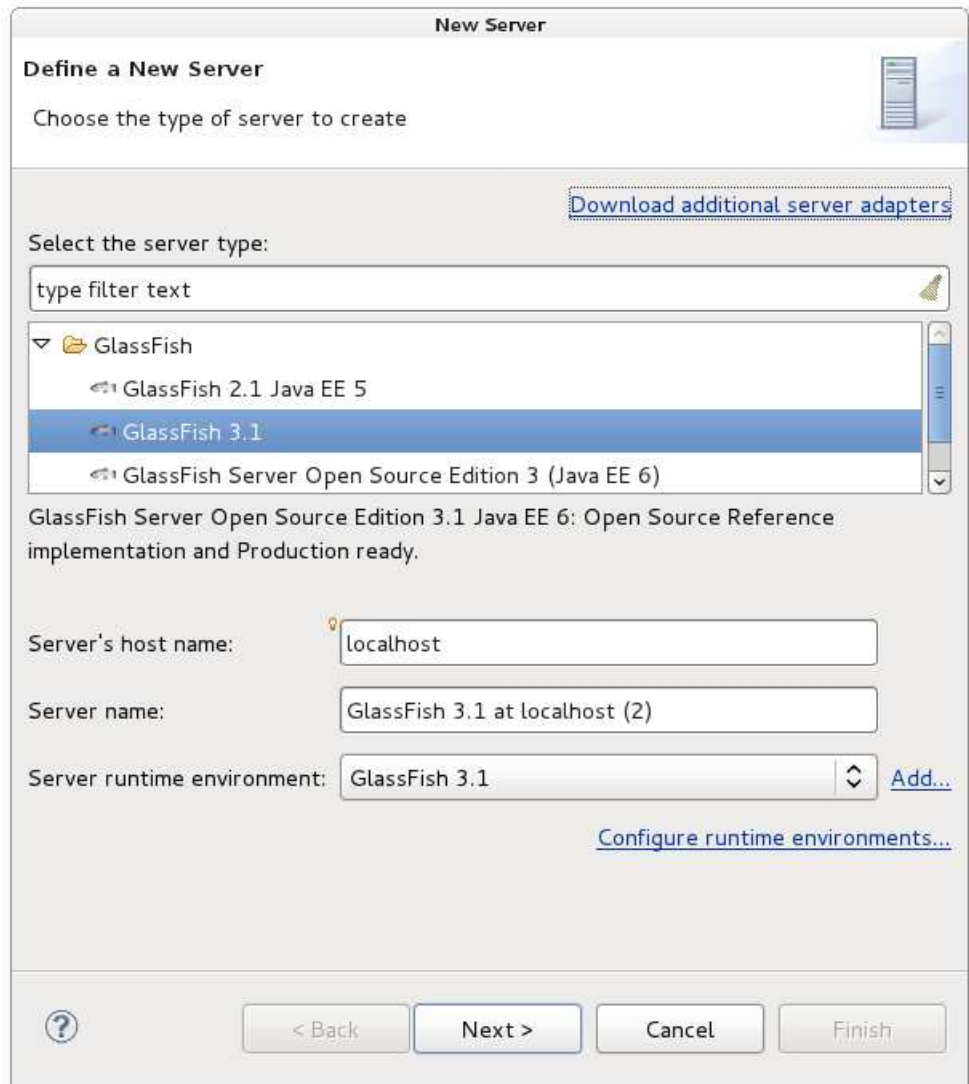 New Server
Define a New Server
Choose the type of server to create
Download additional server adapters
Select the server type:
type filter text
GlassFish
GlassFish 2.1 Java EE 5
GlassFish 3.1
GlassFish Server Open Source Edition 3 (Java EE 6)
GlassFish Server Open Source Edition 3.1 Java EE 6: Open Source Reference
implementation and Production ready.
Server's host name: localhost
Server name: GlassFish 3.1 at localhost (2)
Server runtime environment: GlassFish 3.1 Add...
Configure runtime environments...
? < Back Next > Cancel Finish